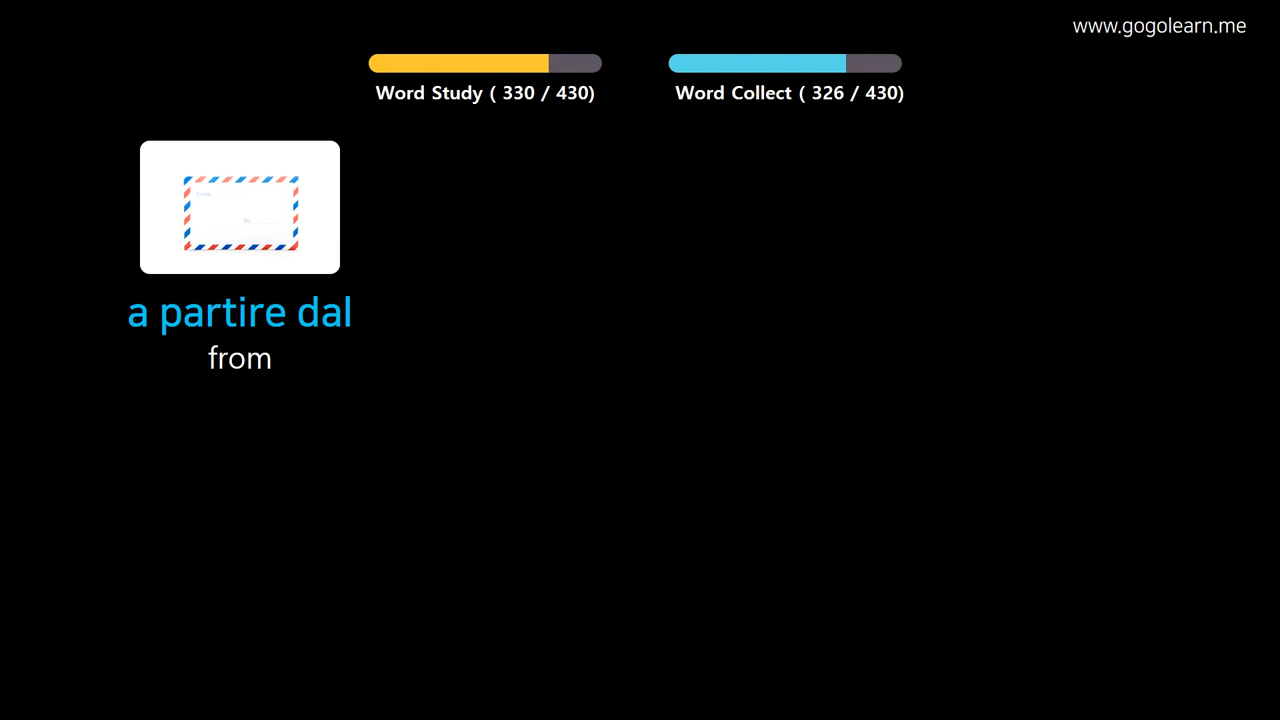 www.gogolearn.me
Word Study ( 330 / 430)
Word Collect ( 326 / 430)
a partire dal
from